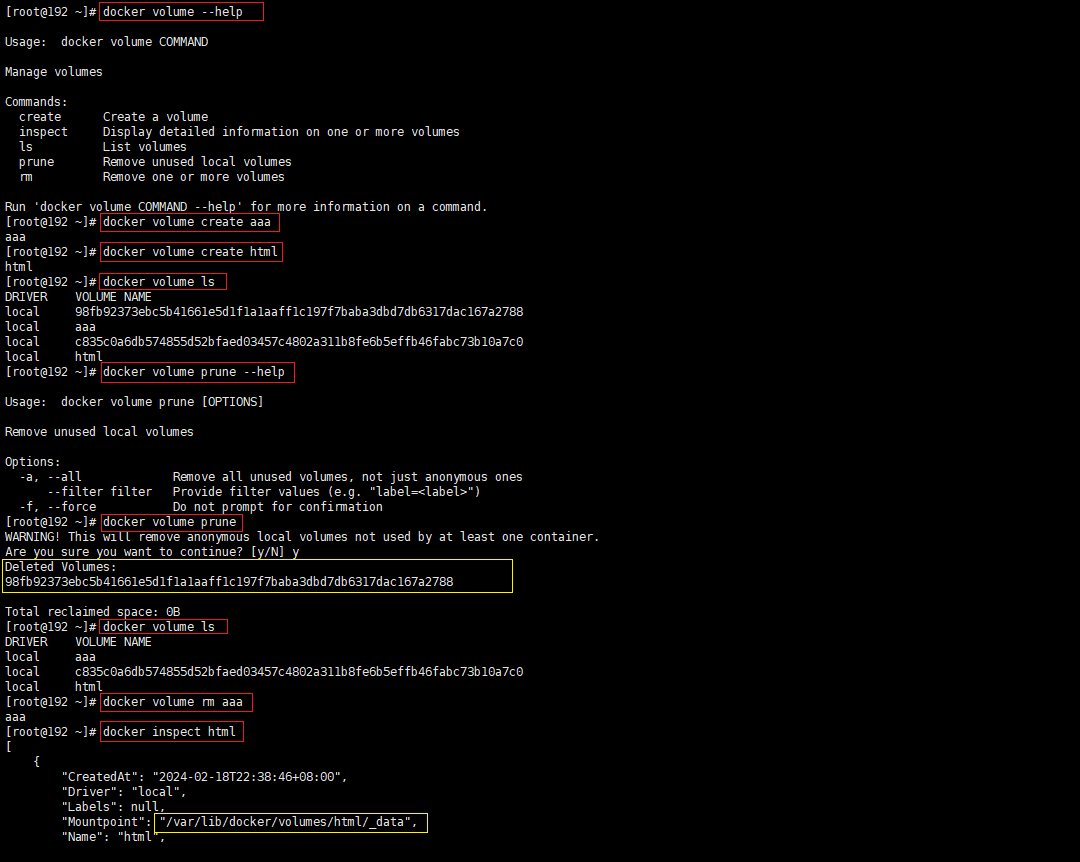 [root@192 ~]# docker volume --help
Usage:  docker volume COMMAND
Manage volumes
Commands:
  create      Create a volume
  inspect     Display detailed information on one or more volumes
  ls          List volumes
  prune       Remove unused local volumes
  rm          Remove one or more volumes
Run 'docker volume COMMAND --help' for more information on a command.
[root@192 ~]# docker volume create aaa
aaa
[root@192 ~]# docker volume create html
html
[root@192 ~]# docker volume ls
DRIVER    VOLUME NAME
local     98fb92373ebc5b41661e5d1f1a1aaff1c197f7baba3dbd7db6317dac167a2788
local     aaa
local     c835c0a6db574855d52bfaed03457c4802a311b8fe6b5effb46fabc73b10a7c0
local     html
[root@192 ~]# docker volume prune --help
Usage:  docker volume prune [OPTIONS]
Remove unused local volumes
Options:
  -a, --all             Remove all unused volumes, not just anonymous ones
      --filter filter   Provide filter values (e.g. "label=<label>")
  -f, --force           Do not prompt for confirmation
[root@192 ~]# docker volume prune
WARNING! This will remove anonymous local volumes not used by at least one container.
Are you sure you want to continue? [y/N] y
Deleted Volumes:
98fb92373ebc5b41661e5d1f1a1aaff1c197f7baba3dbd7db6317dac167a2788
Total reclaimed space: 0B
[root@192 ~]# docker volume ls
DRIVER    VOLUME NAME
local     aaa
local     c835c0a6db574855d52bfaed03457c4802a311b8fe6b5effb46fabc73b10a7c0
local     html
[root@192 ~]# docker volume rm aaa
aaa
[root@192 ~]# docker inspect html
[
    {
        "CreatedAt": "2024-02-18T22:38:46+08:00",
        "Driver": "local",
        "Labels": null,
        "Mountpoint": "/var/lib/docker/volumes/html/_data",
        "Name": "html",